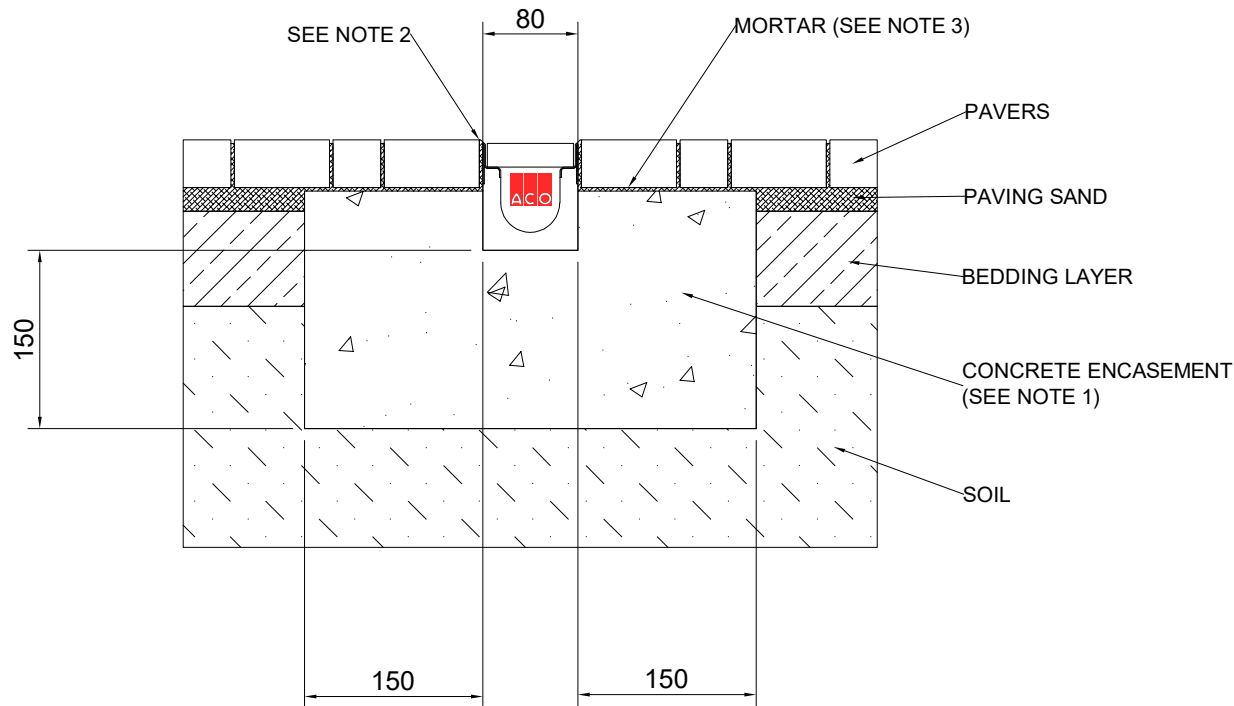 80
SEE NOTE 2
MORTAR (SEE NOTE 3)
PAVERS
ACO
PAVING SAND
BEDDING LAYER
150
CONCRETE ENCASEMENT
(SEE NOTE 1)
SOIL
150
150